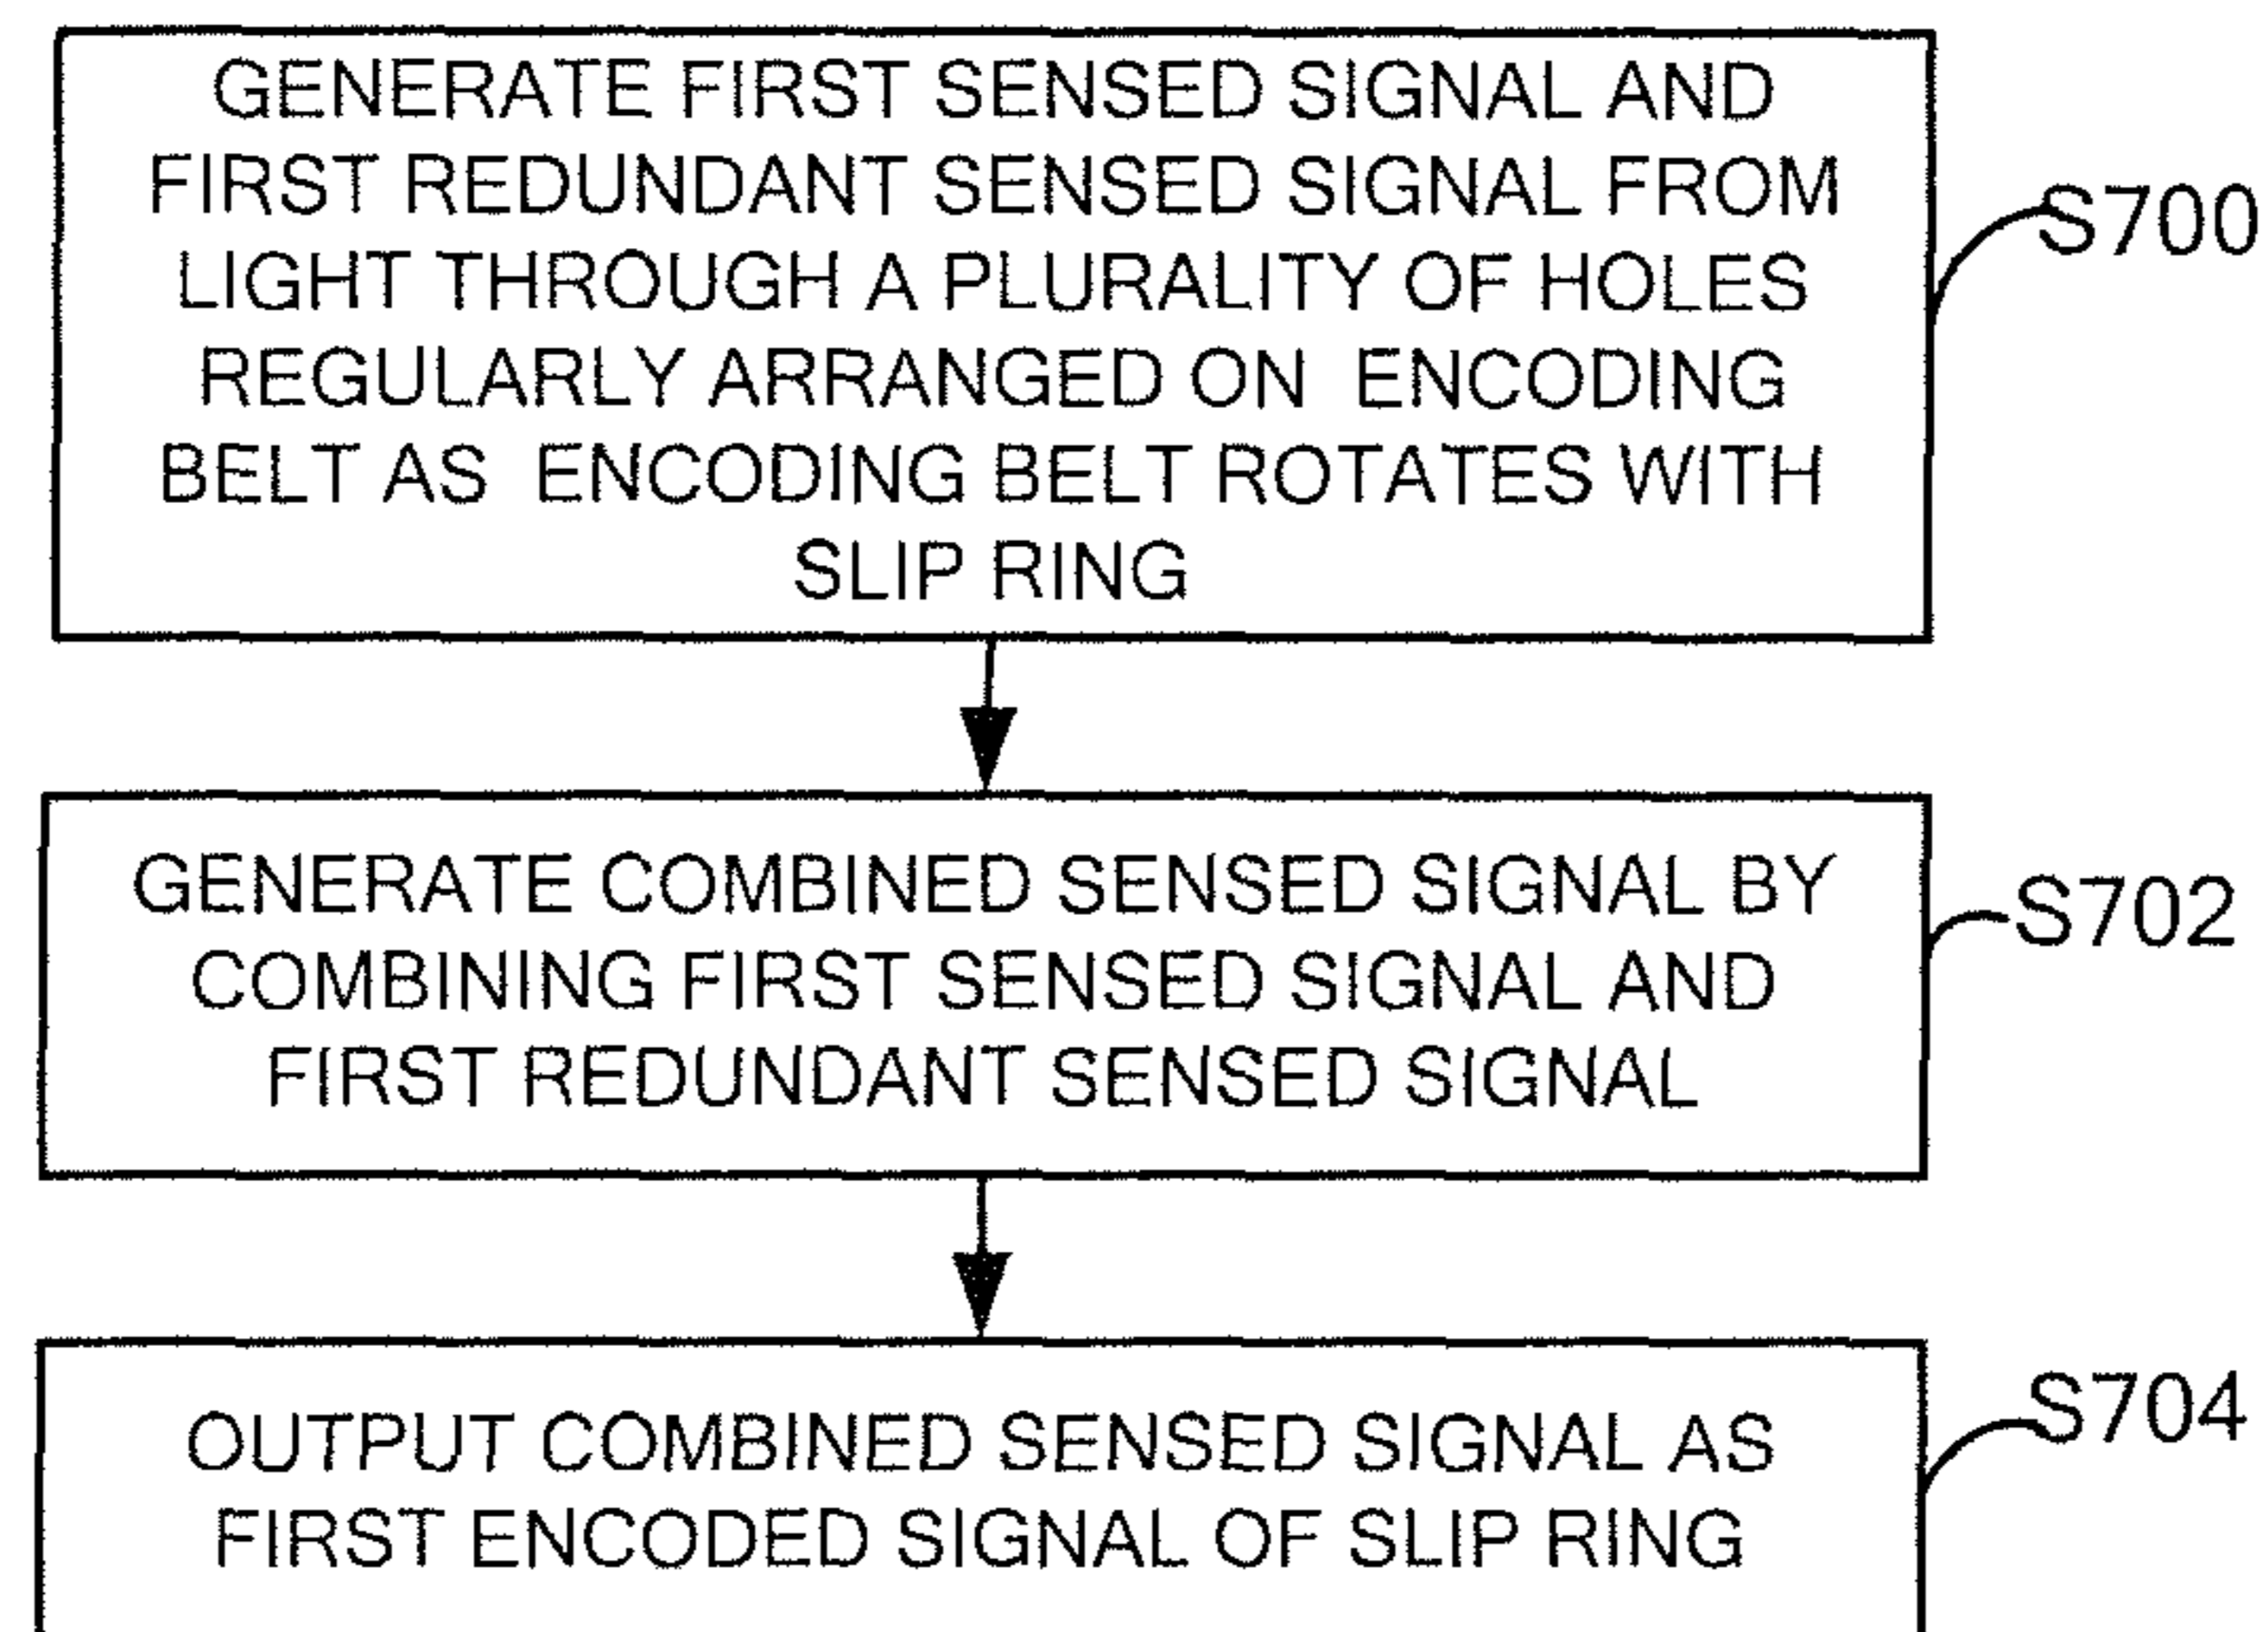 GENERATE FIRST SENSED SIGNAL AND
FIRST REDUNDANT SENSED SIGNAL FROM
LIGHT THROUGH A PLURALITY OF HOLES
REGULARLY ARRANGED ON ENCODING
BELT AS ENCODING BELT ROTATES WITH
SLIP RING
S700
GENERATE COMBINED SENSED SIGNAL BY
COMBINING FIRST SENSED SIGNAL AND
FIRST REDUNDANT SENSED SIGNAL
S702
OUTPUT COMBINED SENSED SIGNAL AS
FIRST ENCODED SIGNAL OF SLIP RING
S704